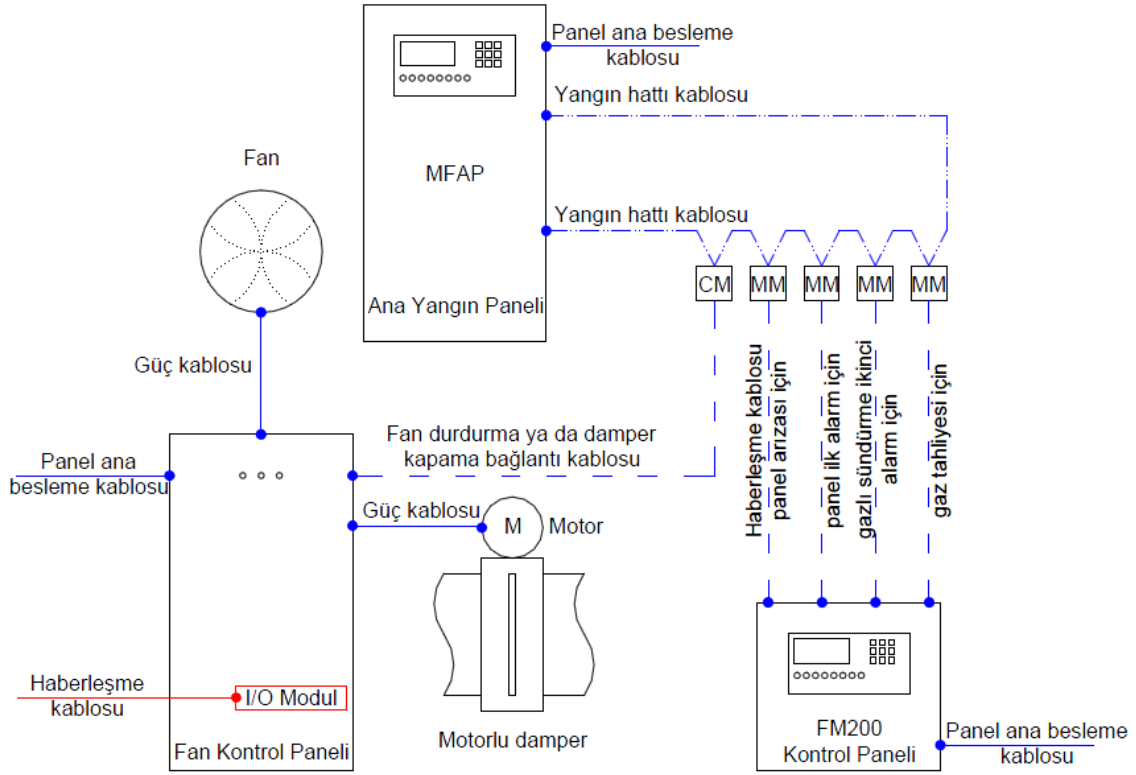 Panel ana besleme
kablosu
Yangın hattı kablosu
MFAP
Yangın hattı kablosu
Ana Yangın Paneli
CM
MM
MM
MM
MM
Fan
Güç kablosu
Panel ana
besleme kablosu
Fan durdurma ya da damper
kapama bağlantı kablosu
Güç kablosu
M
Motor
Haberleşme kablosu
panel arızası için
panel ilk alarm için
gazlı sündürme ikinci
alarm için
gaz tahliyesi için
Haberleşme
kablosu
I/O Modul
Fan Kontrol Paneli
Motorlu damper
FM200
Kontrol Paneli
Panel ana besleme
kablosu